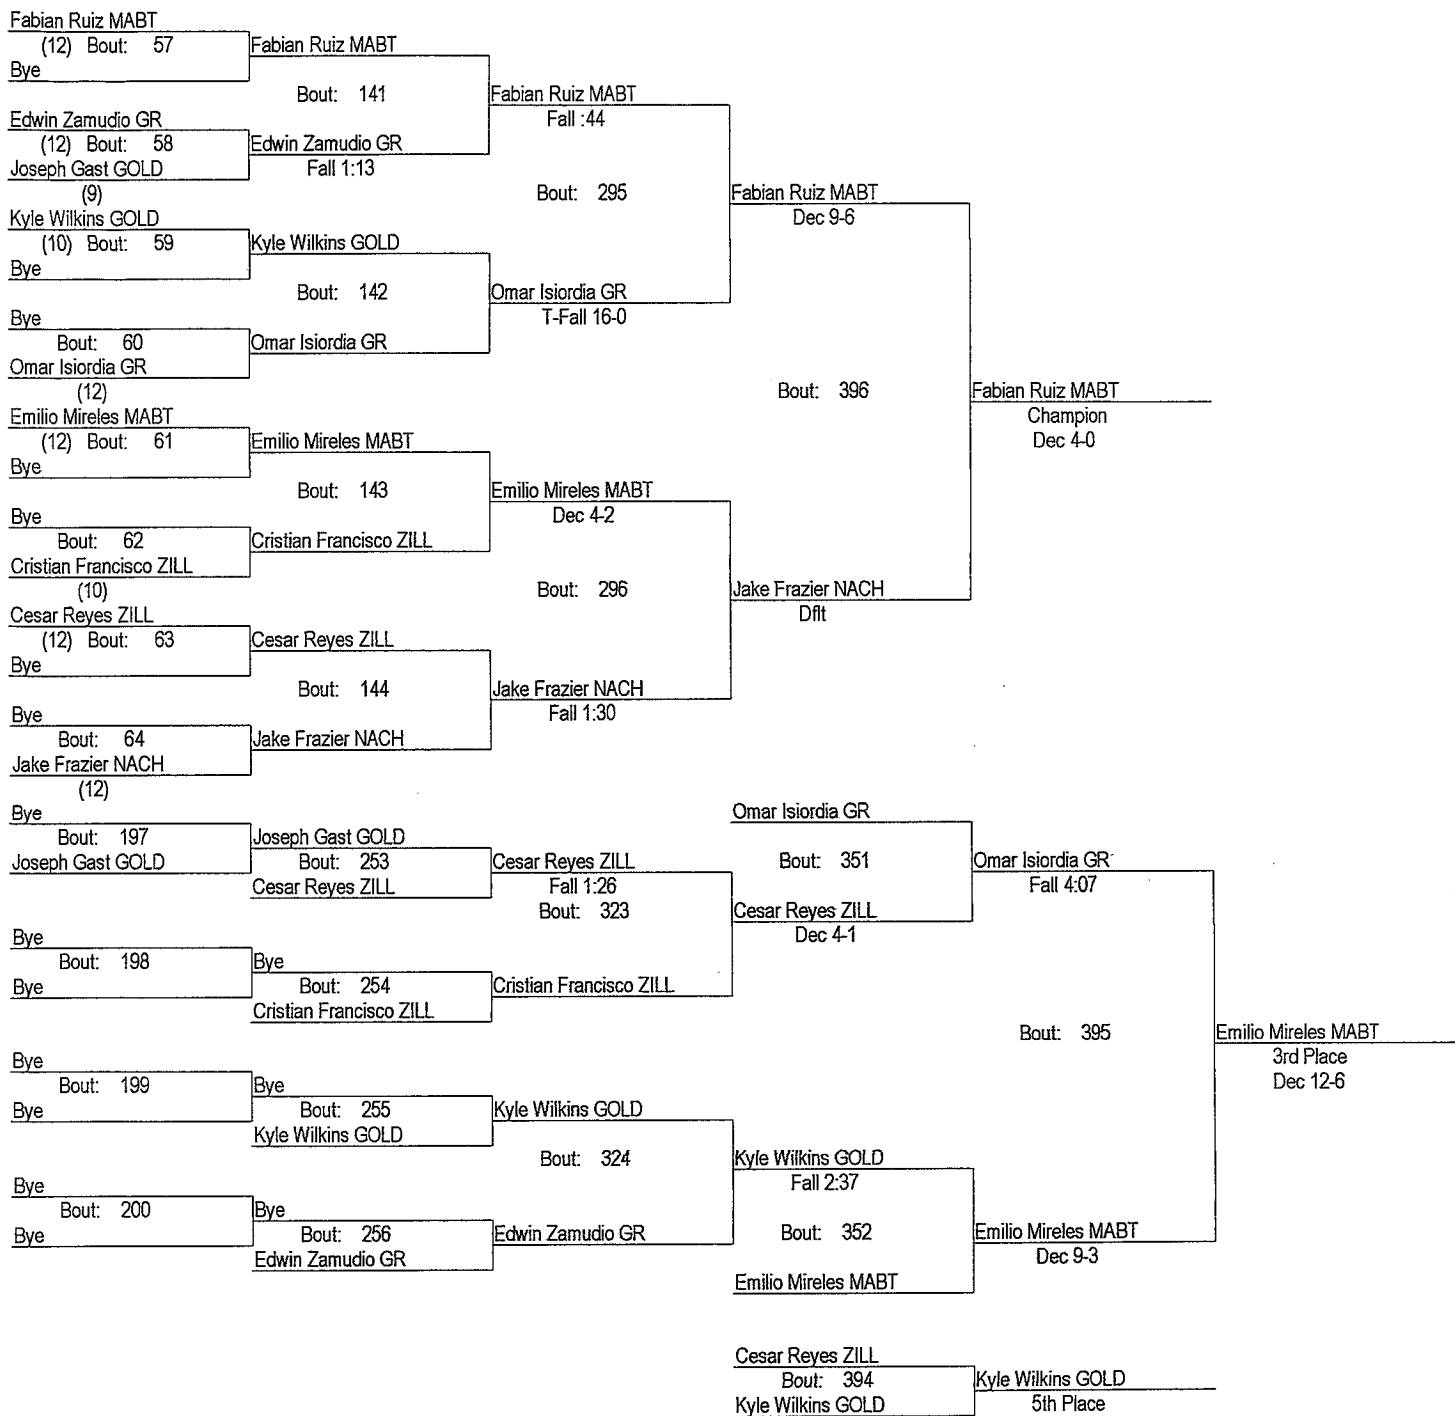 Fabian Ruiz MABT
(12) Bout: 57
Bye
Fabian Ruiz MABT
Bout: 141
Edwin Zamudio GR
(12) Bout: 58
Joseph Gast GOLD
(9)
Edwin Zamudio GR
Fall 1:13
Fabian Ruiz MABT
Fall :44
Bout: 295
Kyle Wilkins GOLD
(10) Bout: 59
Bye
Kyle Wilkins GOLD
Bout: 142
Bye
Bout: 60
Omar Isiordia GR
(12)
Omar Isiordia GR
Omar Isiordia GR
T-Fall 16-0
Fabian Ruiz MABT
Dec 9-6
Bout: 396
Emilio Mireles MABT
(12) Bout: 61
Bye
Emilio Mireles MABT
Bout: 143
Bye
Bout: 62
Cristian Francisco ZILL
(10)
Cristian Francisco ZILL
Emilio Mireles MABT
Dec 4-2
Bout: 296
Cesar Reyes ZILL
(12) Bout: 63
Bye
Cesar Reyes ZILL
Bout: 144
Bye
Bout: 64
Jake Frazier NACH
(12)
Jake Frazier NACH
Jake Frazier NACH
Fall 1:30
Jake Frazier NACH
Dflt
Fabian Ruiz MABT
Champion
Dec 4-0
Bye
Bout: 197
Joseph Gast GOLD
Joseph Gast GOLD
Bout: 253
Cesar Reyes ZILL
Cesar Reyes ZILL
Fall 1:26
Bout: 323
Bye
Bout: 198
Bye
Bye
Bout: 254
Cristian Francisco ZILL
Cristian Francisco ZILL
Omar Isiordia GR
Bout: 351
Cesar Reyes ZILL
Dec 4-1
Omar Isiordia GR
Fall 4:07
Bout: 395
Bye
Bout: 199
Bye
Bye
Bout: 255
Kyle Wilkins GOLD
Kyle Wilkins GOLD
Bout: 324
Bye
Bout: 200
Bye
Bye
Bout: 256
Edwin Zamudio GR
Edwin Zamudio GR
Kyle Wilkins GOLD
Fall 2:37
Bout: 352
Emilio Mireles MABT
Emilio Mireles MABT
Dec 9-3
Emilio Mireles MABT
3rd Place
Dec 12-6
Cesar Reyes ZILL
Bout: 394
Kyle Wilkins GOLD
Kyle Wilkins GOLD
5th Place